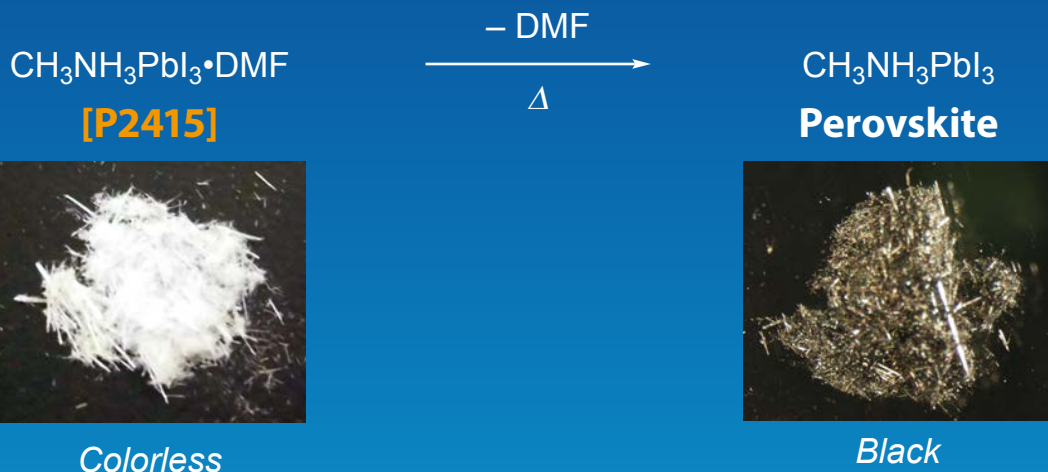 – DMF
CH₃NH₃PbI₃•DMF
Δ
CH₃NH₃PbI₃
[P2415]
Perovskite
Colorless
Black